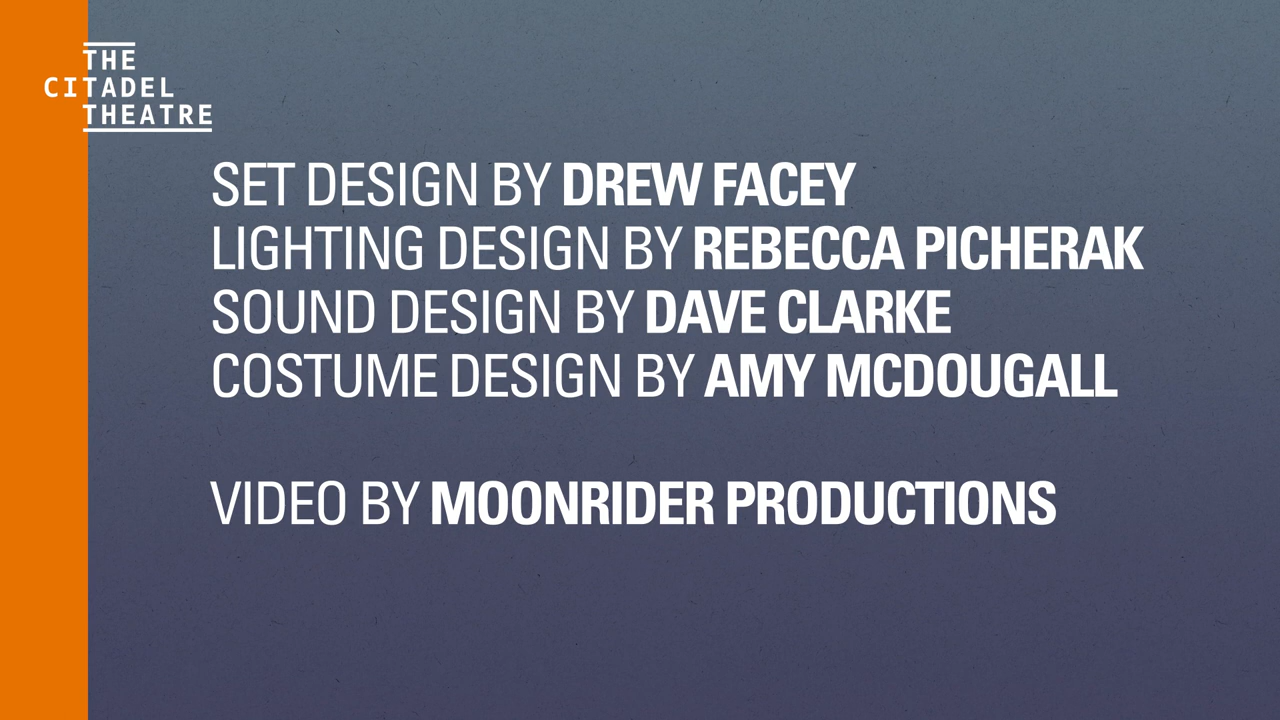 THE
CITADEL
THEATRE
SET DESIGN BY DREW FACEY
LIGHTING DESIGN BY REBECCA PICHERAK
SOUND DESIGN BY DAVE CLARKE
COSTUME DESIGN BY AMY MCDOUGALL
VIDEO BY MOONRIDER PRODUCTIONS